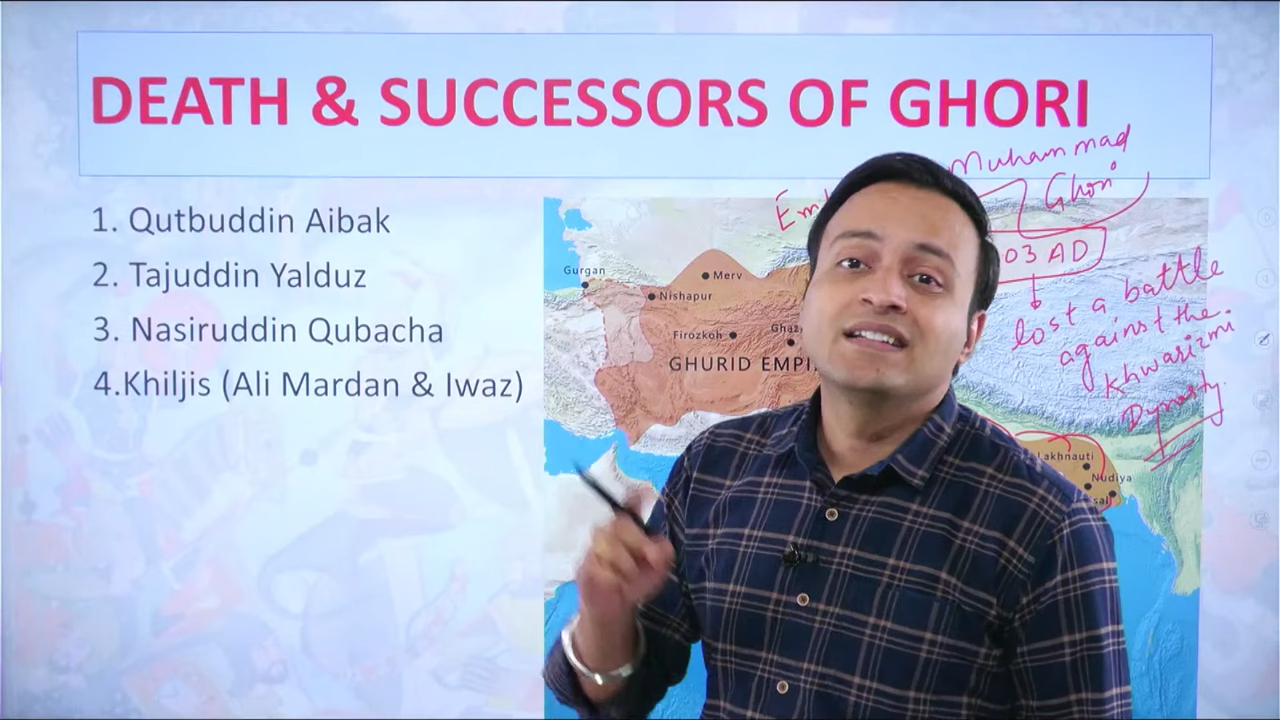 DEATH & SUCCESSORS OF GHORI
1. Qutbuddin Aibak
2. Tajuddin Yalduz
3. Nasiruddin Qubacha
4.Khiljis (Ali Mardan & Iwaz)
Muhammad
Ghori
03 AD
lost a battle
against the
Khwarizmi
Dynasty
Gurgan
Merv
Nishapur
Firozkoh
GHURID
Lakhnauti
Nudiya